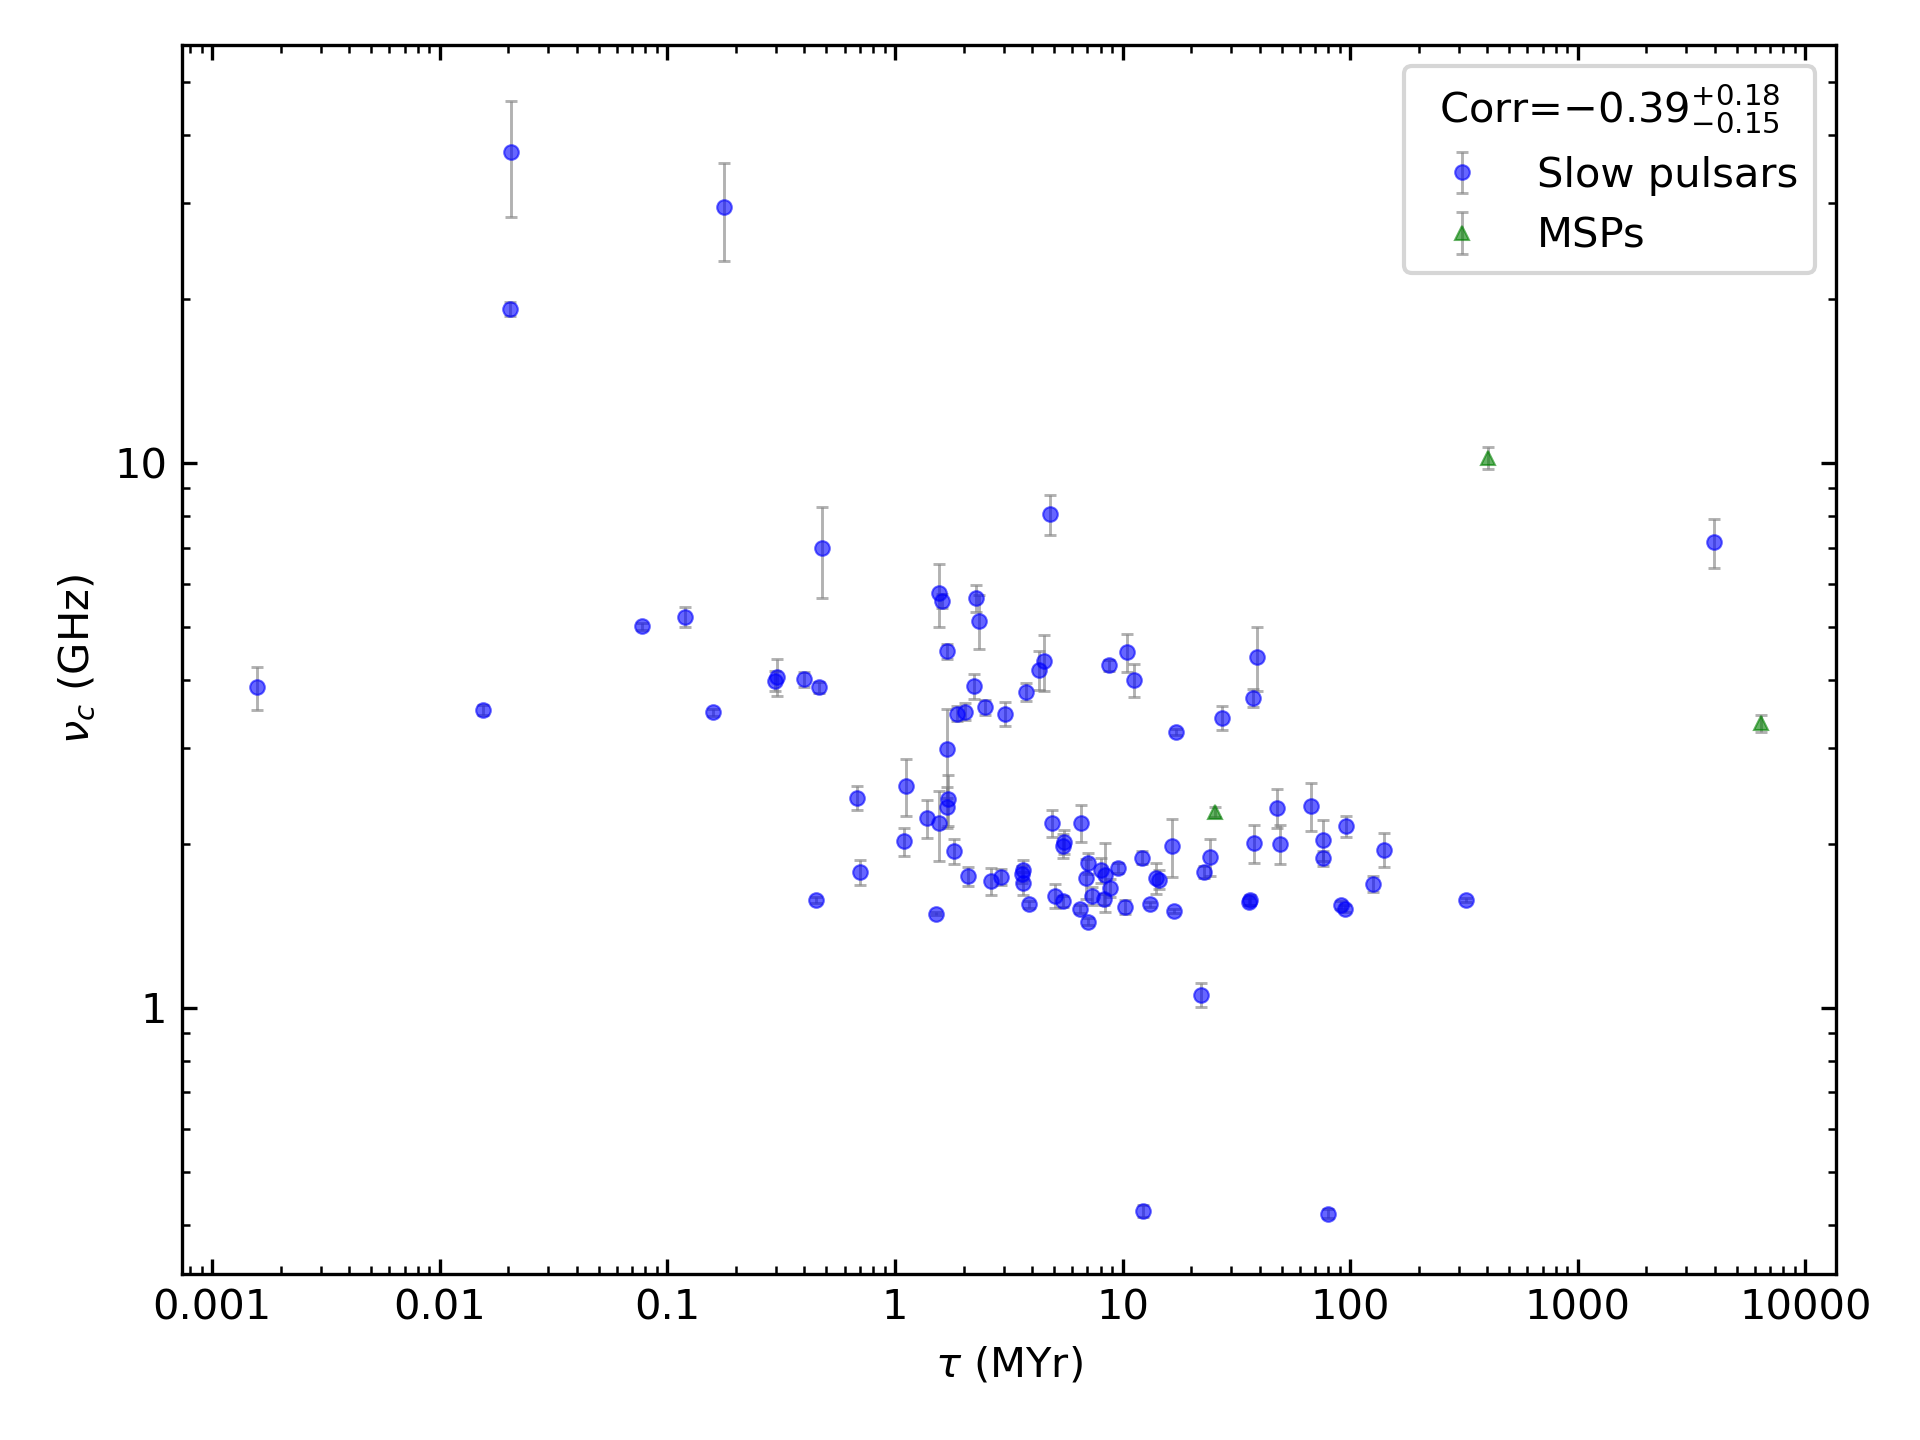 Corr=−0.39+0.18−0.15
Slow pulsars
MSPs
10
1
νc (GHz)
0.001 0.01 0.1 1 10 100 1000 10000
τ (MYr)